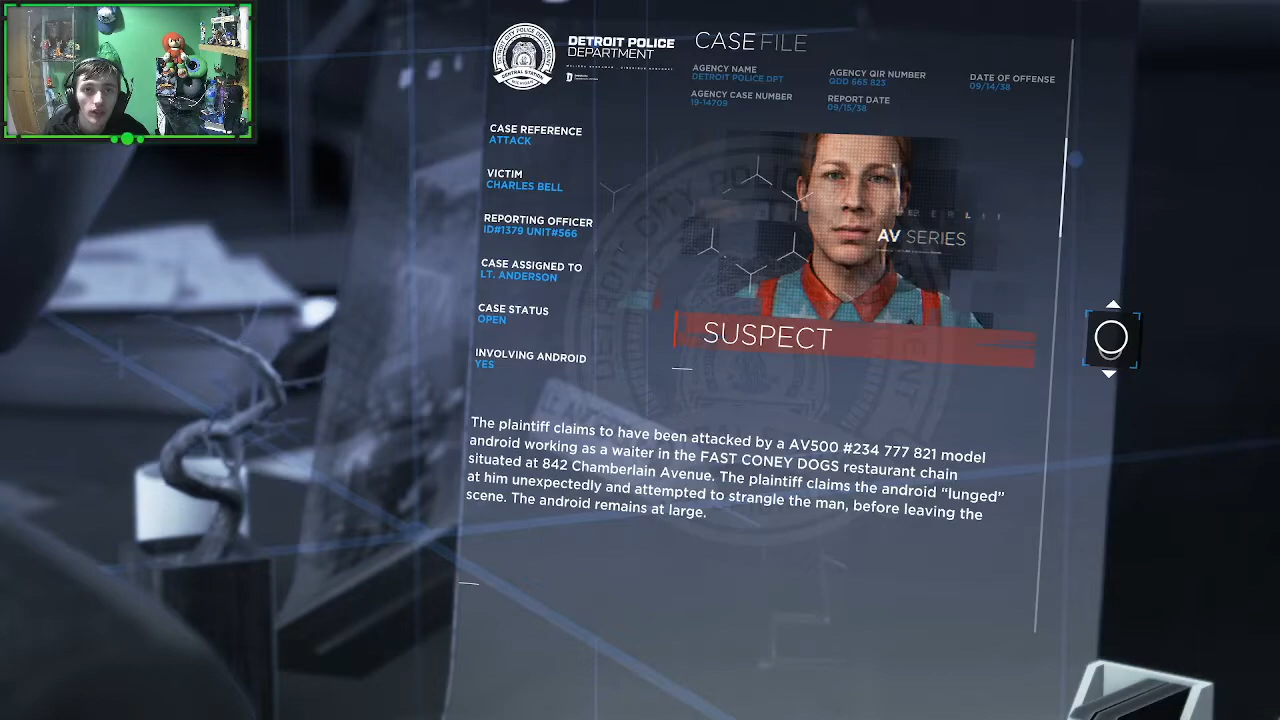 DETROIT POLICE
DEPARTMENT
CENTRAL STATION
CASE FILE
AGENCY NAME
DETROIT POLICE DPT
AGENCY QIR NUMBER
QDD 665 823
DATE OF OFFENSE
09/14/38
AGENCY CASE NUMBER
19-14709
REPORT DATE
09/15/38
CASE REFERENCE
ATTACK
VICTIM
CHARLES BELL
REPORTING OFFICER
ID#1379 UNIT#566
CASE ASSIGNED TO
LT. ANDERSON
CASE STATUS
OPEN
INVOLVING ANDROID
YES
AV SERIES
SUSPECT
The plaintiff claims to have been attacked by a AV500 #234 777 821 model
android working as a waiter in the FAST CONEY DOGS restaurant chain
situated at 842 Chamberlain Avenue. The plaintiff claims the android "lunged"
at him unexpectedly and attempted to strangle the man, before leaving the
scene. The android remains at large.